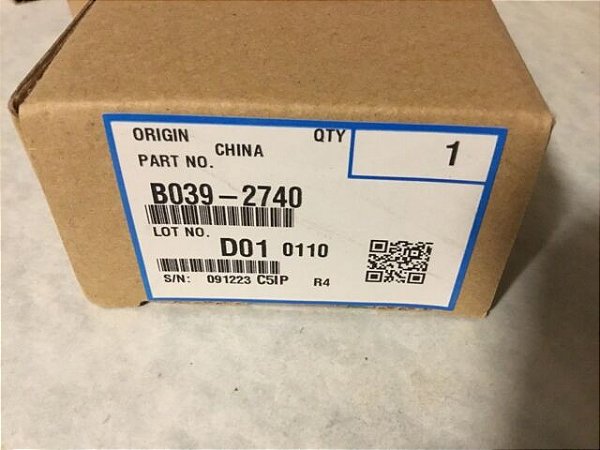 ORIGIN CHINA QTY 1
PART NO.
B039-2740
LOT NO.
D01 0110
S/N: 091223 C5IP R4